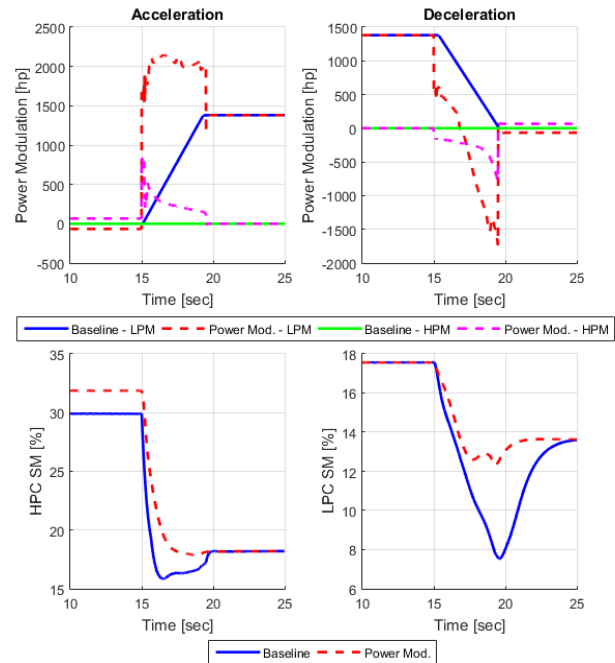 Acceleration
Deceleration
Power Modulation [hp]
2500
2000
1500
1000
500
0
-500
10
15
20
25
Time [sec]
Power Modulation [hp]
1500
1000
500
0
-500
-1000
-1500
-2000
10
15
20
25
Time [sec]
Baseline - LPM
Power Mod. - LPM
Baseline - HPM
Power Mod. - HPM
HPC SM [%]
35
30
25
20
15
10
15
20
25
Time [sec]
LPC SM [%]
18
16
14
12
10
8
6
10
15
20
25
Time [sec]
Baseline
Power Mod.